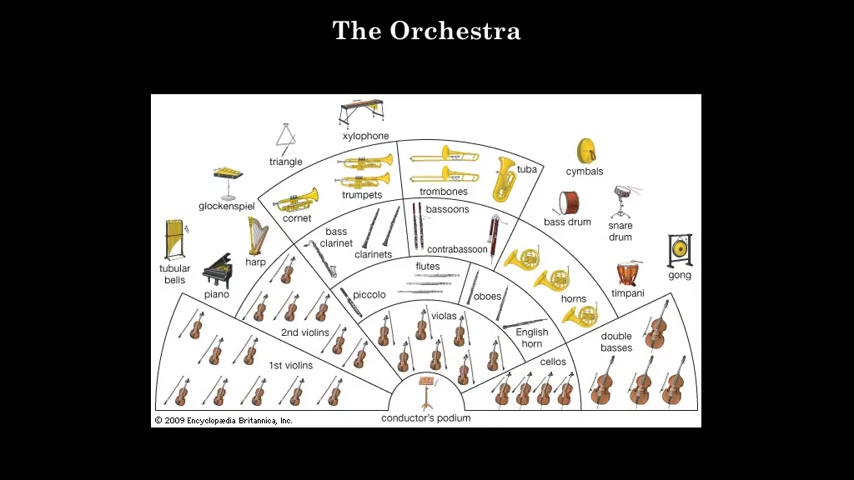 The Orchestra
xylophone
triangle
cymbals
tuba
trombones
trumpets
glockenspiel
cornet
bassoons
bass drum
snare
drum
bass
clarinet
clarinets
contrabassoon
harp
tubular
bells
piano
flutes
piccolo
oboes
horns
timpani
gong
2nd violins
violas
English
horn
double
basses
1st violins
cellos
conductor's podium
© 2009 Encyclopædia Britannica, Inc.